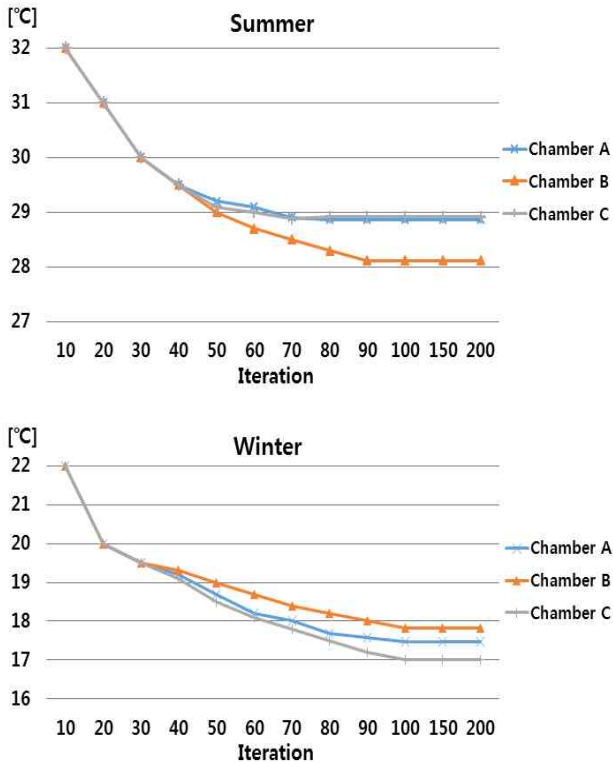 [℃]
Summer
32
31
30
29
28
27
10 20 30 40 50 60 70 80 90 100 150 200
Iteration
Chamber A
Chamber B
Chamber C
[℃]
Winter
22
21
20
19
18
17
16
10 20 30 40 50 60 70 80 90 100 150 200
Iteration
Chamber A
Chamber B
Chamber C